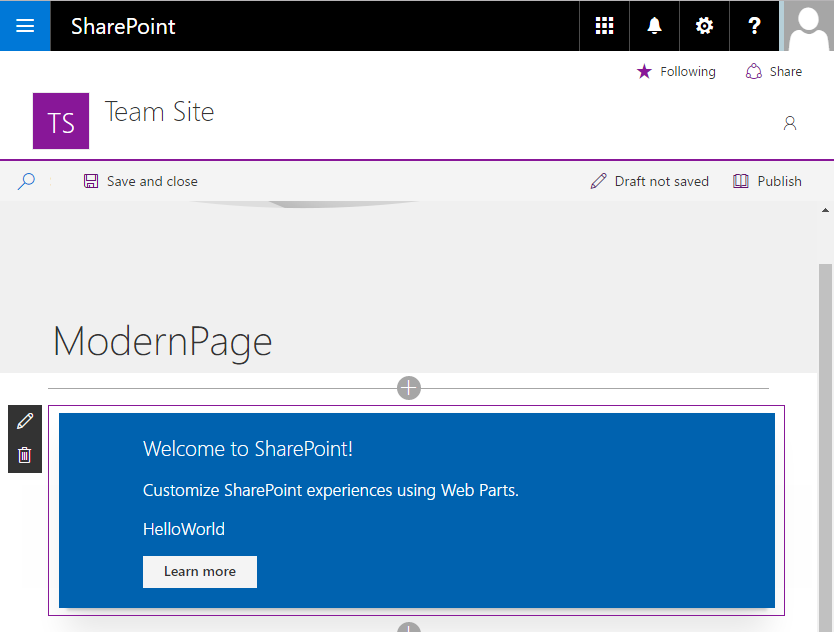 SharePoint
?
Following
Share
TS
Team Site
Save and close
Draft not saved
Publish
ModernPage
Welcome to SharePoint!
Customize SharePoint experiences using Web Parts.
HelloWorld
Learn more